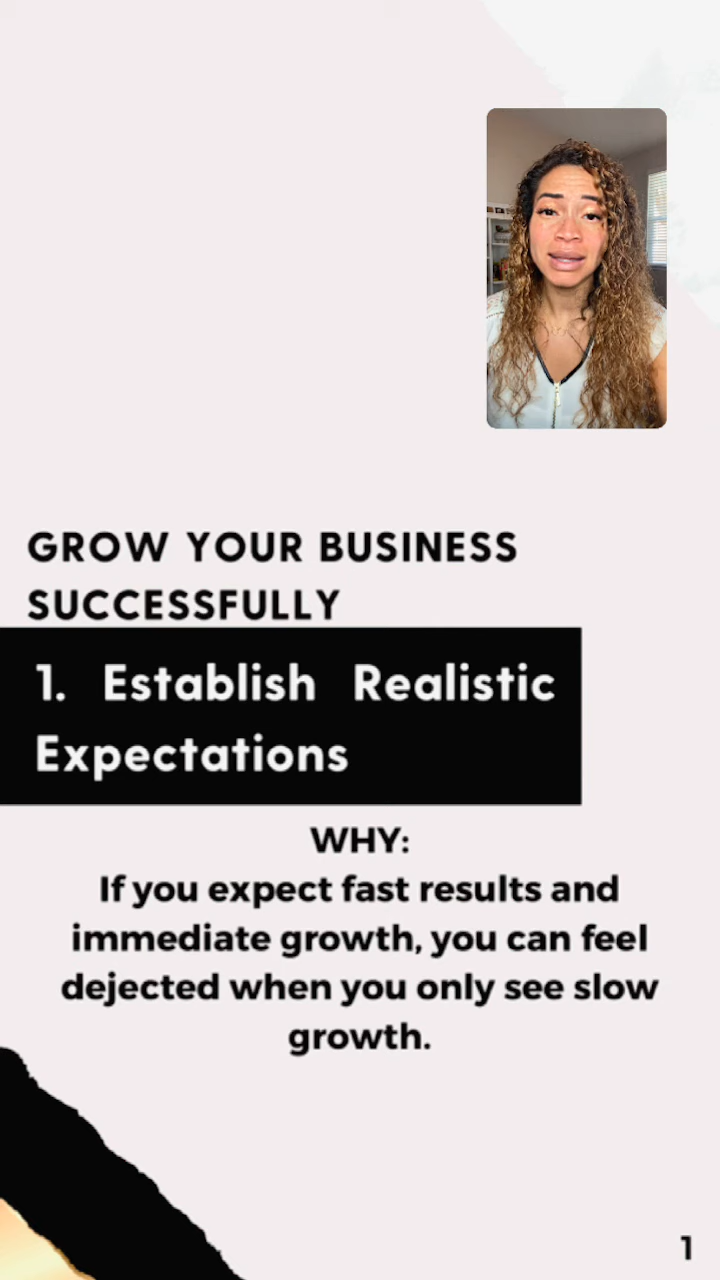 GROW YOUR BUSINESS
SUCCESSFULLY
1. Establish Realistic
Expectations
WHY:
If you expect fast results and
immediate growth, you can feel
dejected when you only see slow
growth.
1